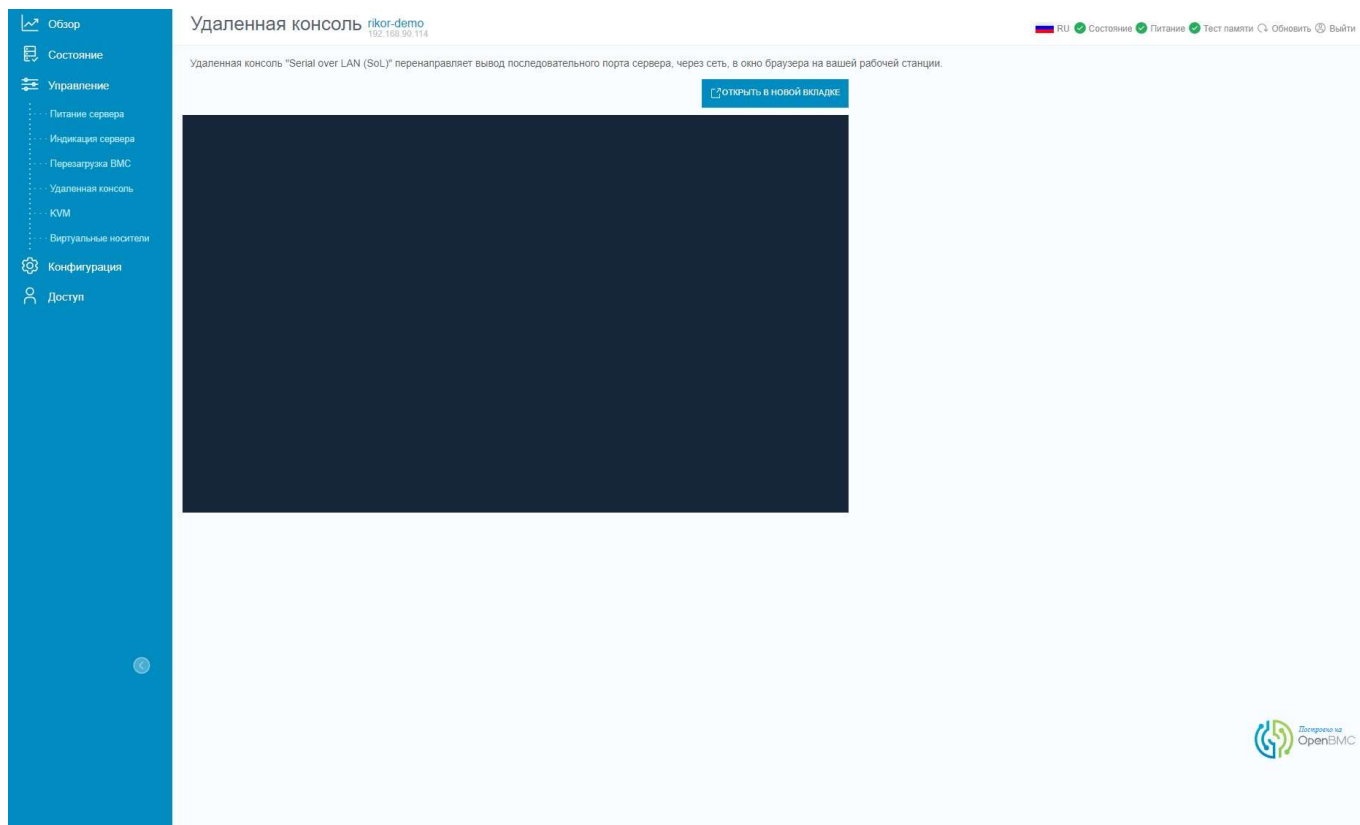 Обзор
Состояние
Управление
Питание сервера
Индикация сервера
Перезагрузка BMC
Удаленная консоль
KVM
Виртуальные носители
Конфигурация
Доступ
Удаленная консоль rikor-demo
192.168.90.114
RU Состояние Питание Тест памяти Обновить Выйти
Удаленная консоль "Serial over LAN (SoL)" перенаправляет вывод последовательного порта сервера, через сеть, в окно браузера на вашей рабочей станции.
ОТКРЫТЬ В НОВОЙ ВКЛАДКЕ
Построено на
OpenBMC